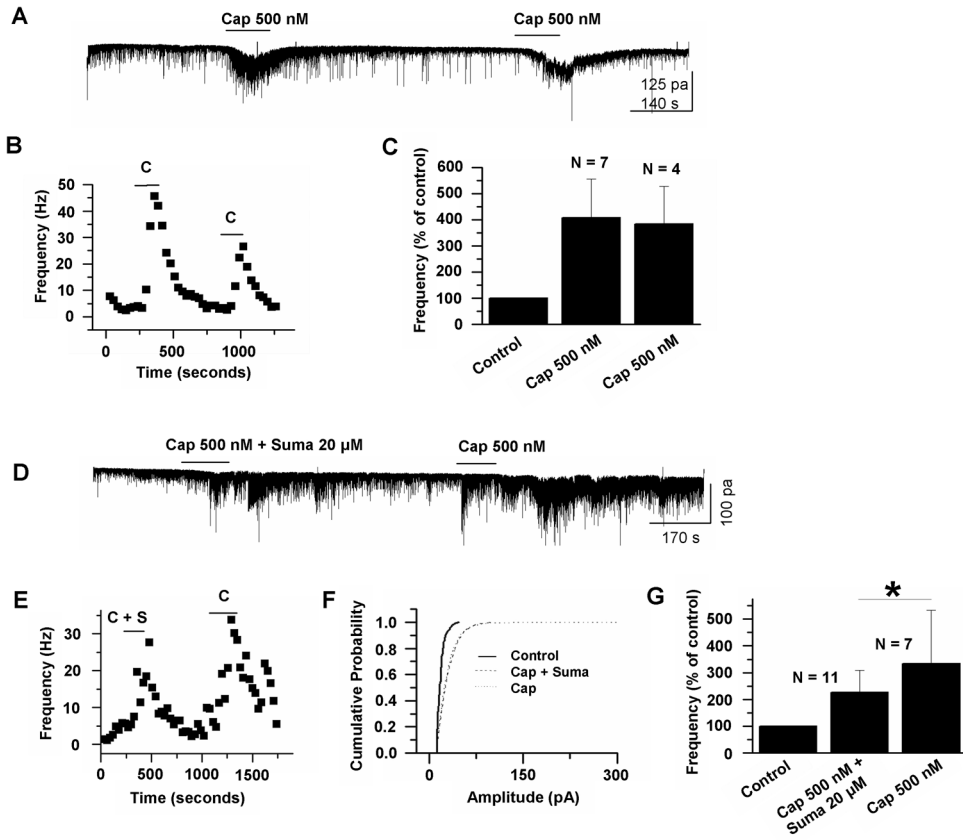 A
Cap 500 nM
Cap 500 nM
125 pa
140 s
B
C
C
Frequency (Hz)
50
40
30
20
10
0
0
500
1000
Time (seconds)
C
N = 7
N = 4
Frequency (% of control)
600
500
400
300
200
100
0
Control
Cap 500 nM
Cap 500 nM
D
Cap 500 nM + Suma 20 µM
Cap 500 nM
100 pa
170 s
E
C + S
C
Frequency (Hz)
30
20
10
0
0
500
1000
1500
Time (seconds)
F
Cumulative Probability
1.0
0.8
0.6
0.4
0.2
0.0
Control
Cap + Suma
Cap
0
150
300
Amplitude (pA)
G
*
N = 11
N = 7
Frequency (% of control)
500
400
300
200
100
0
Control
Cap 500 nM +
Suma 20 µM
Cap 500 nM